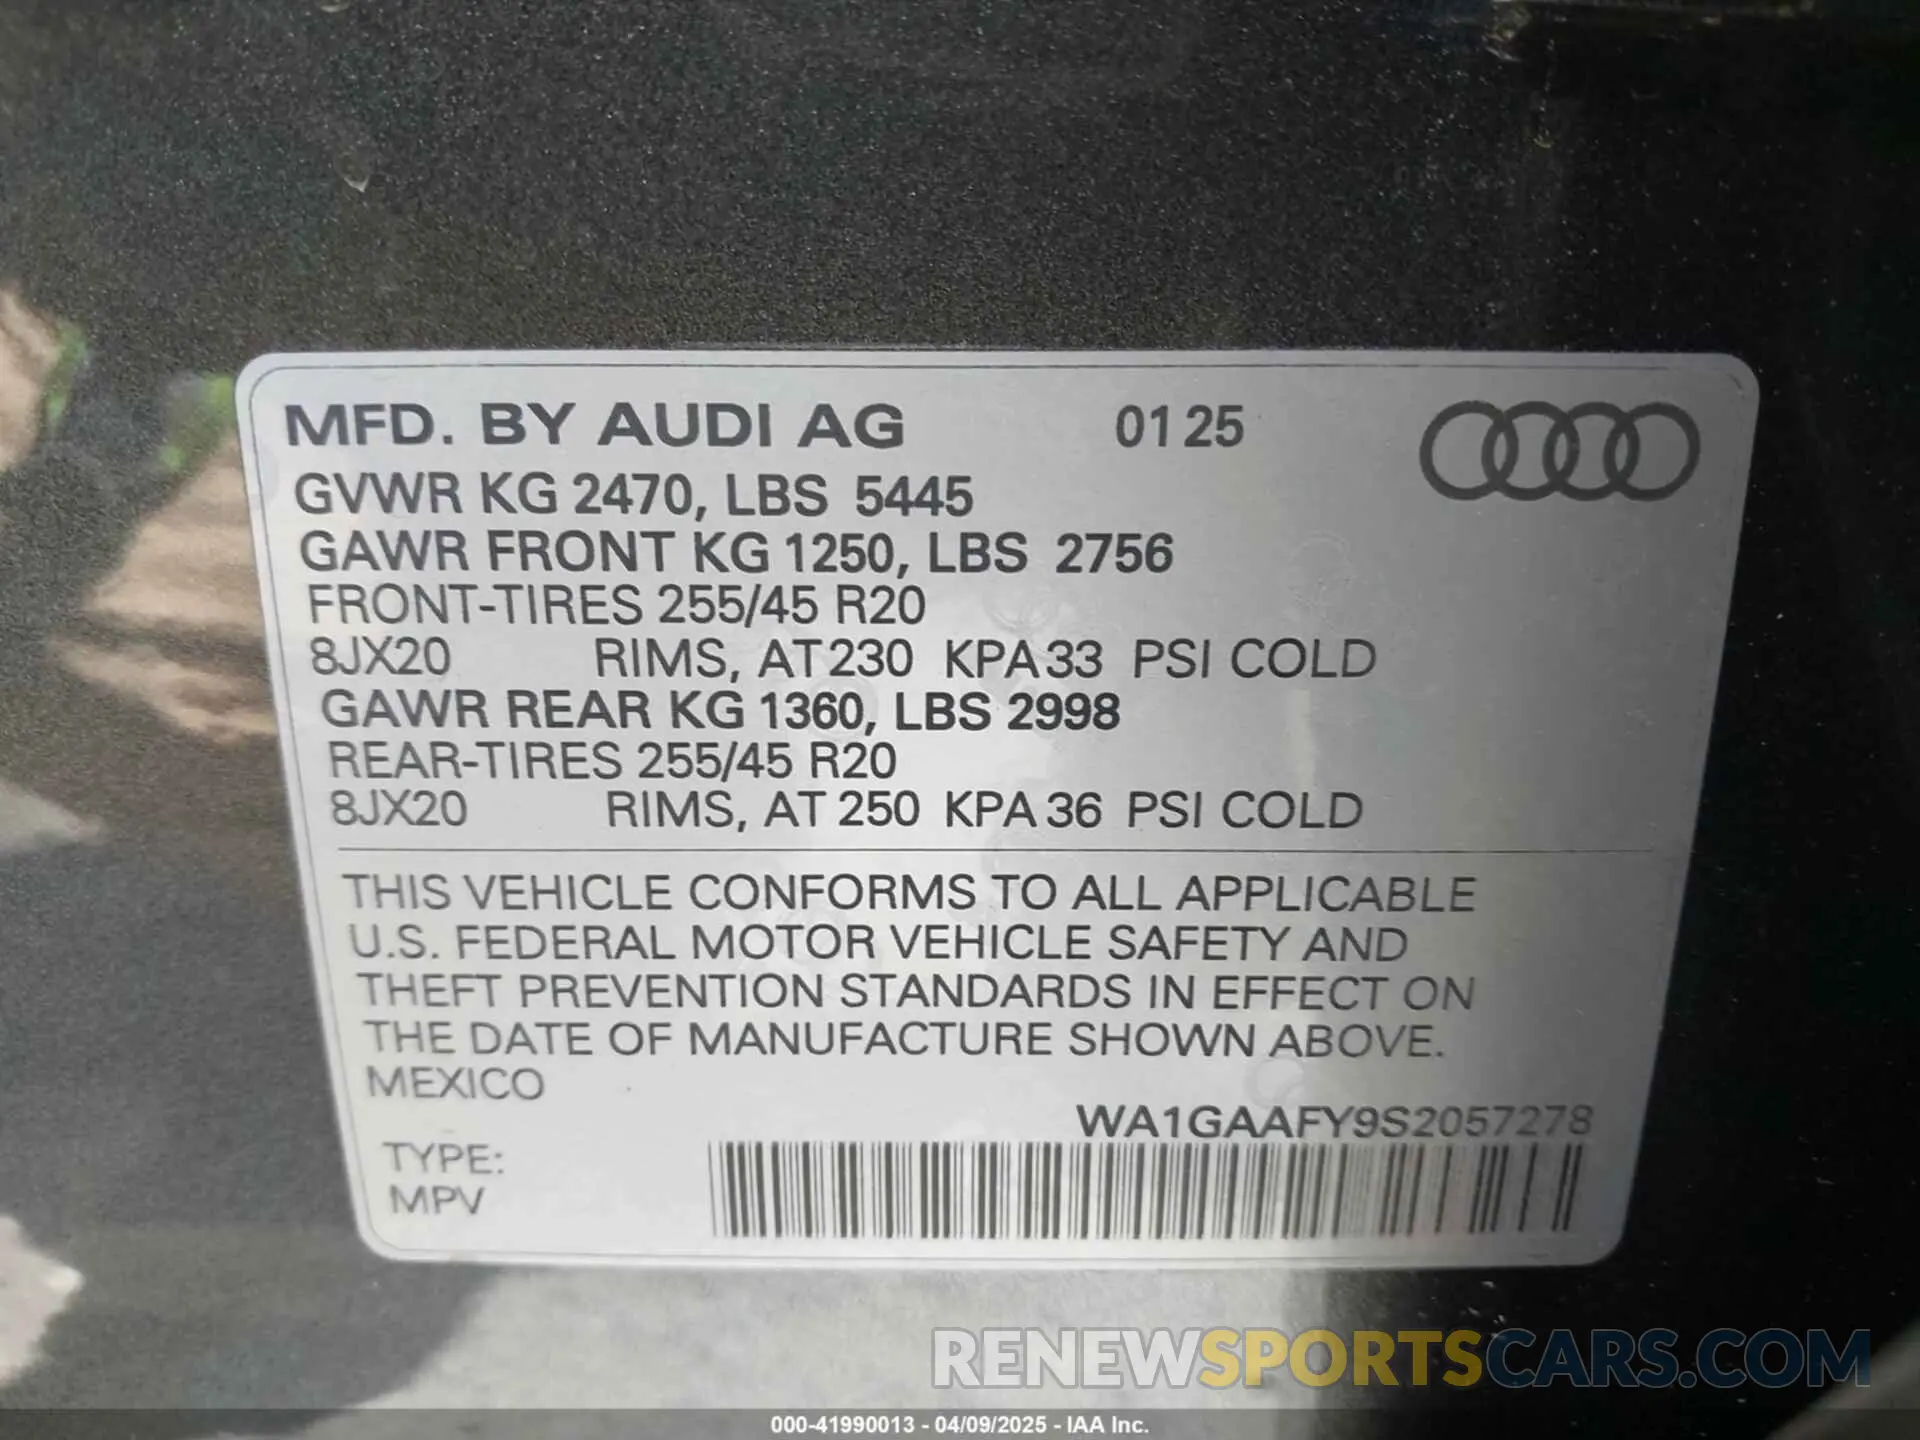 MFD. BY AUDI AG 01 25
GVWR KG 2470, LBS 5445
GAWR FRONT KG 1250, LBS 2756
FRONT-TIRES 255/45 R20
8JX20 RIMS, AT 230 KPA 33 PSI COLD
GAWR REAR KG 1360, LBS 2998
REAR-TIRES 255/45 R20
8JX20 RIMS, AT 250 KPA 36 PSI COLD
THIS VEHICLE CONFORMS TO ALL APPLICABLE
U.S. FEDERAL MOTOR VEHICLE SAFETY AND
THEFT PREVENTION STANDARDS IN EFFECT ON
THE DATE OF MANUFACTURE SHOWN ABOVE.
MEXICO
WA1GAAFY9S2057278
TYPE:
MPV
RENEWSPORTSCARS.COM
000-41990013 - 04/09/2025 - IAA Inc.